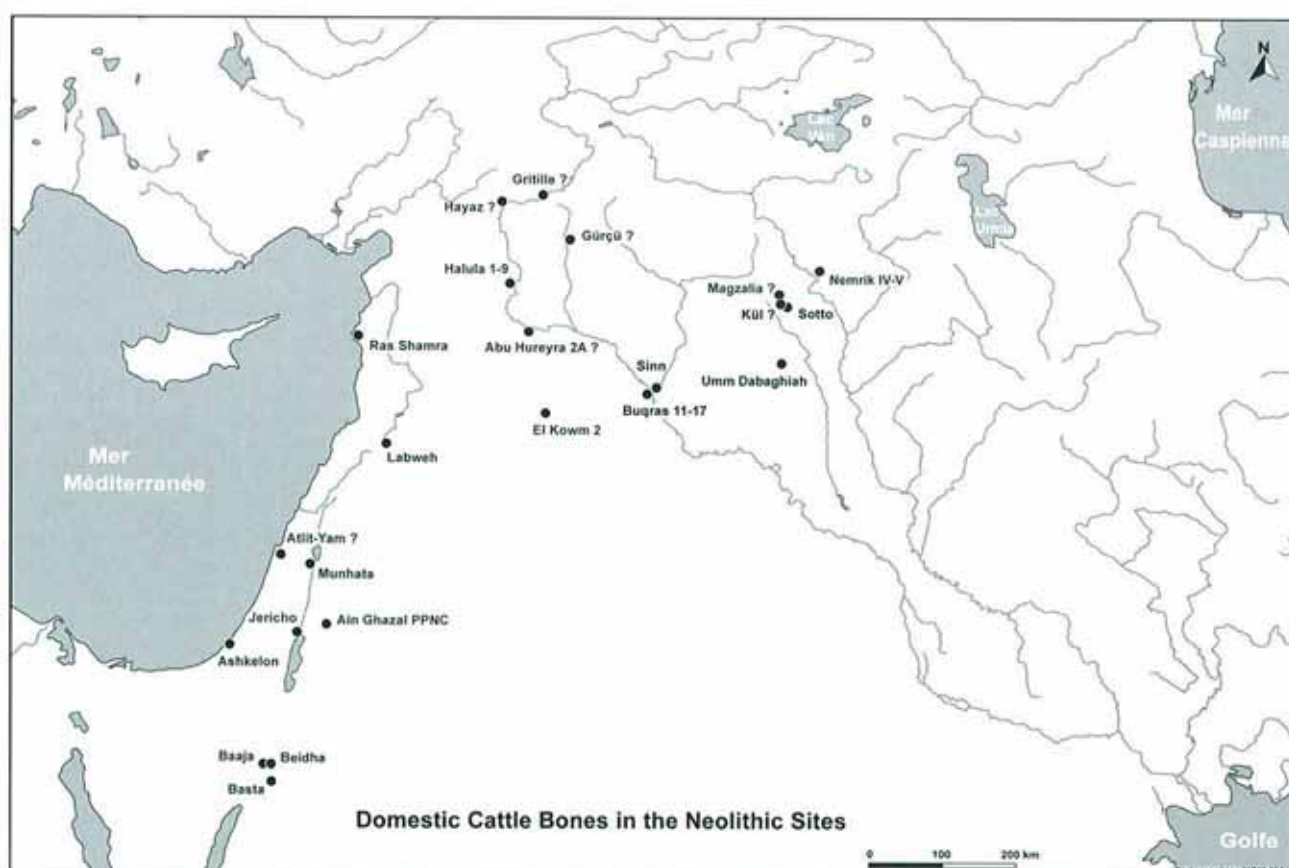 N
Mer
Caspienne
Lac
Van
Lac
Urmia
Gritille ?
Hayaz ?
Gürçü ?
Halula 1-9
Nemrik IV-V
Magzalia ?
Kül ?
Sotto
Ras Shamra
Abu Hureyra 2A ?
Sinn
Umm Dabaghiah
Buqras 11-17
El Kowm 2
Labweh
Mer
Méditerranée
Atlit-Yam ?
Munhata
Jericho
Ain Ghazal PPNC
Ashkelon
Baaja
Beidha
Basta
Domestic Cattle Bones in the Neolithic Sites
0 100 200 km
Golfe